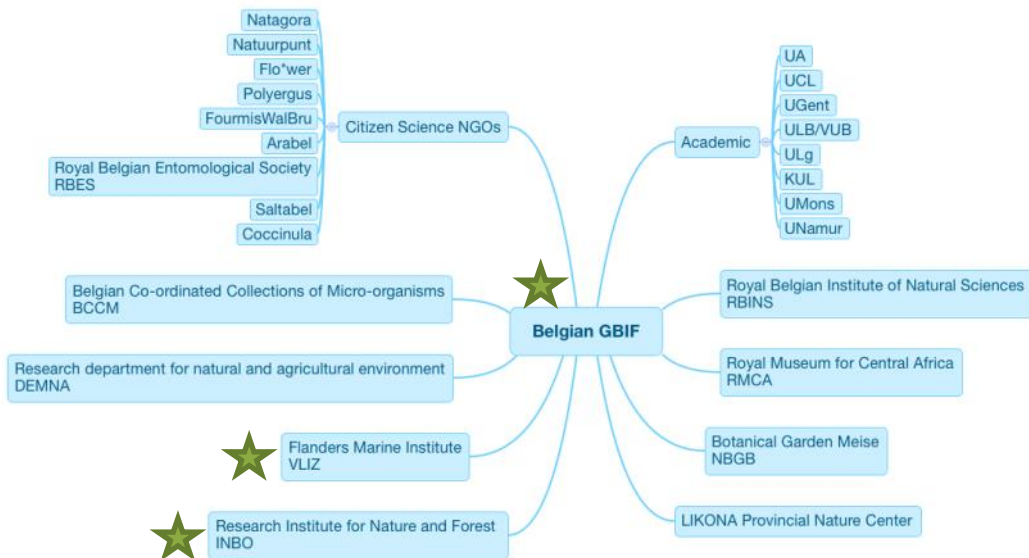 Natagora
Natuurpunt
Flo*wer
Polyergus
FourmisWalBru
Arabel
Royal Belgian Entomological Society
RBES
Saltabel
Coccinula
Citizen Science NGOs
Academic
UA
UCL
UGent
ULB/VUB
ULg
KUL
UMons
UNamur
Belgian Co-ordinated Collections of Micro-organisms
BCCM
Research department for natural and agricultural environment
DEMNA
Flanders Marine Institute
VLIZ
Research Institute for Nature and Forest
INBO
Belgian GBIF
Royal Belgian Institute of Natural Sciences
RBINS
Royal Museum for Central Africa
RMCA
Botanical Garden Meise
NBGB
LIKONA Provincial Nature Center